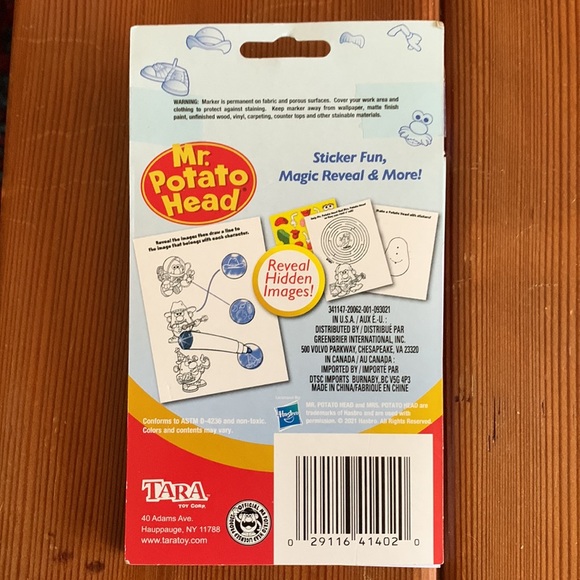 WARNING: Marker is permanent on fabric and porous surfaces. Cover your work area and
clothing to protect against staining. Keep marker away from wallpaper, matte finish
paint, unfinished wood, vinyl, carpeting, counter tops and other stainable materials.
Mr.
Potato
Head
Sticker Fun,
Magic Reveal & More!
Reveal the images then draw a line to
the image that belongs with each character.
Make a Potato Head with stickers!
Reveal
Hidden
Images!
341147-20062-001-093021
IN U.S.A. / AUX É.-U. :
DISTRIBUTED BY / DISTRIBUÉ PAR
GREENBRIER INTERNATIONAL, INC.
500 VOLVO PARKWAY, CHESAPEAKE, VA 23320
IN CANADA / AU CANADA :
IMPORTED BY / IMPORTÉ PAR
DTSC IMPORTS BURNABY, BC V5G 4P3
MADE IN CHINA/FABRIQUÉ EN CHINE
Licensed by:
Hasbro
MR. POTATO HEAD and MRS. POTATO HEAD are
trademarks of Hasbro and are used with
permission. © 2021 Hasbro. All Rights Reserved.
Conforms to ASTM D-4236 and non-toxic.
Colors and contents may vary.
TARA
TOY CORP.
40 Adams Ave.
Hauppauge, NY 11788
www.taratoy.com
0 29116 41402 0